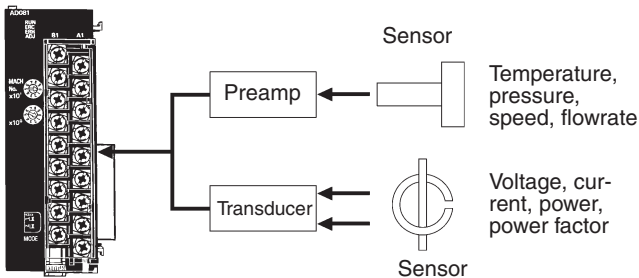 AD081
RUN
ERC
ERH
ADJ
B1 A1
MACH
No.
x10¹
x10⁰
MODE
Sensor
Preamp
Temperature,
pressure,
speed, flowrate
Transducer
Voltage, cur-
rent, power,
power factor
Sensor